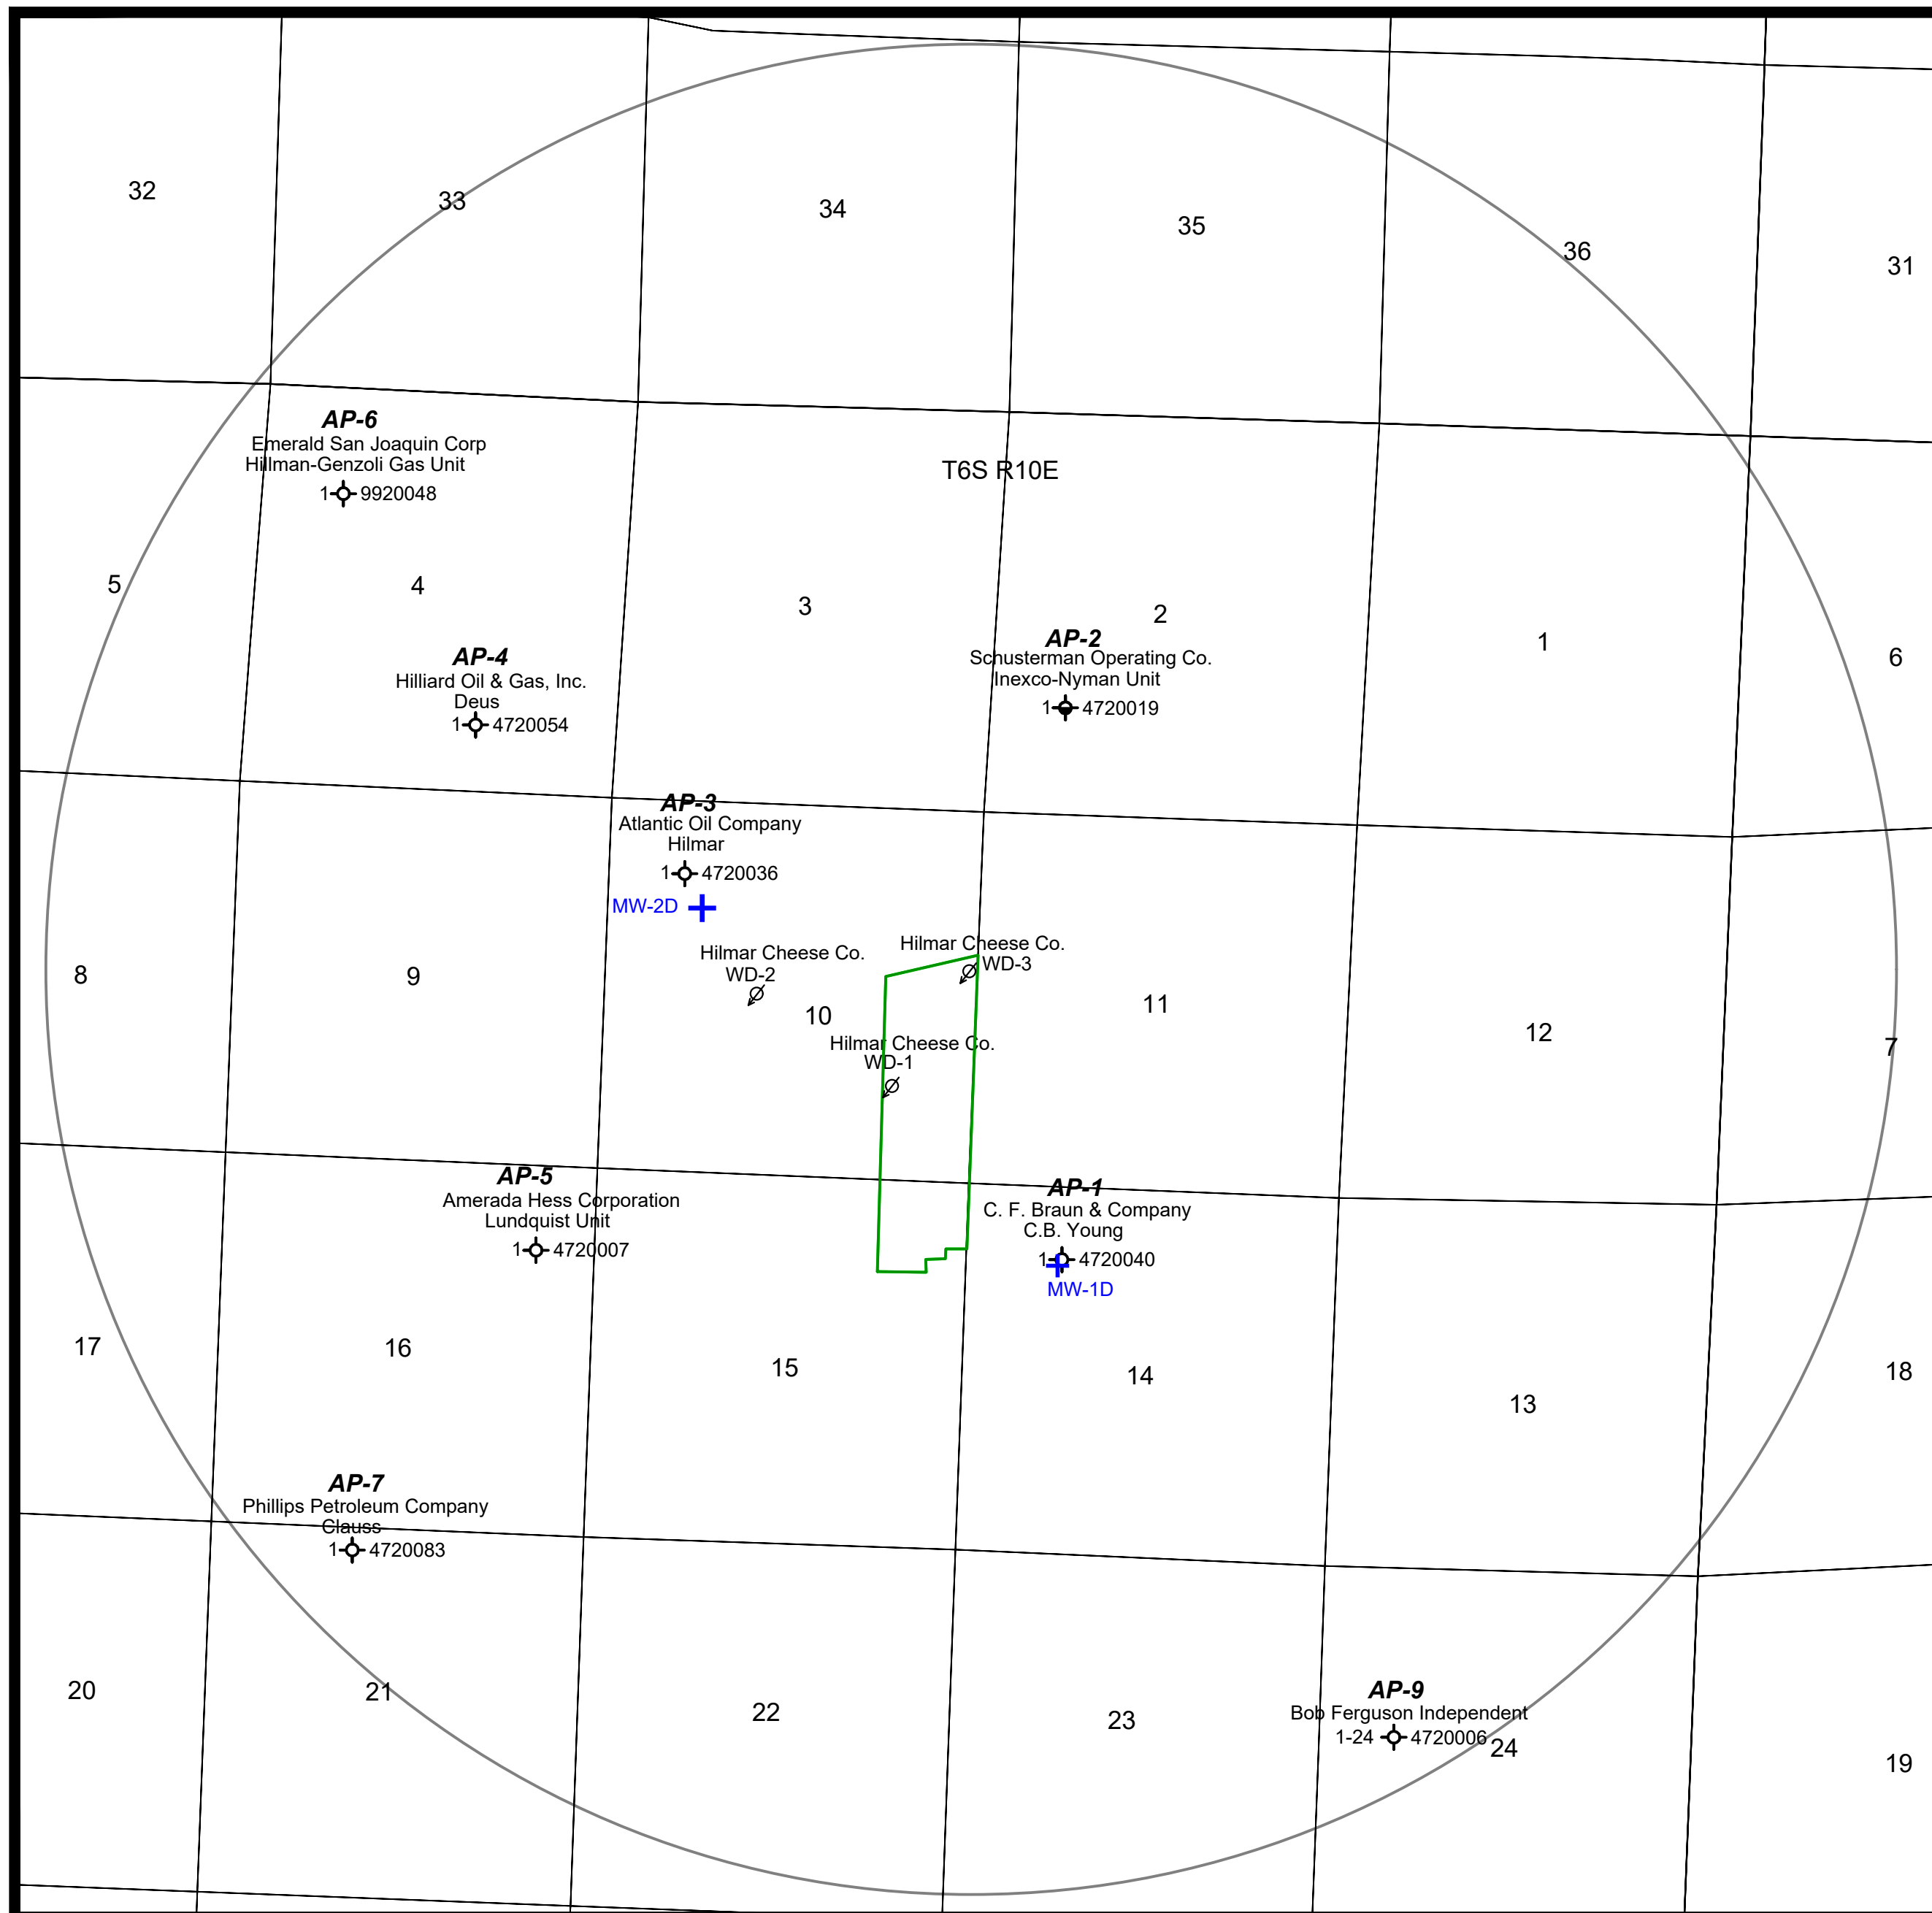 32
33
34
35
36
31
AP-6
Emerald San Joaquin Corp
Hillman-Genzoli Gas Unit
1 9920048
T6S R10E
5
4
3
2
1
6
AP-4
Hilliard Oil & Gas, Inc.
Deus
1 4720054
AP-2
Schusterman Operating Co.
Inexco-Nyman Unit
1 4720019
AP-3
Atlantic Oil Company
Hilmar
1 4720036
MW-2D
Hilmar Cheese Co.
WD-2
Hilmar Cheese Co.
WD-3
8
9
10
11
12
7
Hilmar Cheese Co.
WD-1
AP-5
Amerada Hess Corporation
Lundquist Unit
1 4720007
AP-1
C. F. Braun & Company
C.B. Young
1 4720040
MW-1D
17
16
15
14
13
18
AP-7
Phillips Petroleum Company
Clauss
1 4720083
20
21
22
23
AP-9
Bob Ferguson Independent
1-24 4720006
24
19